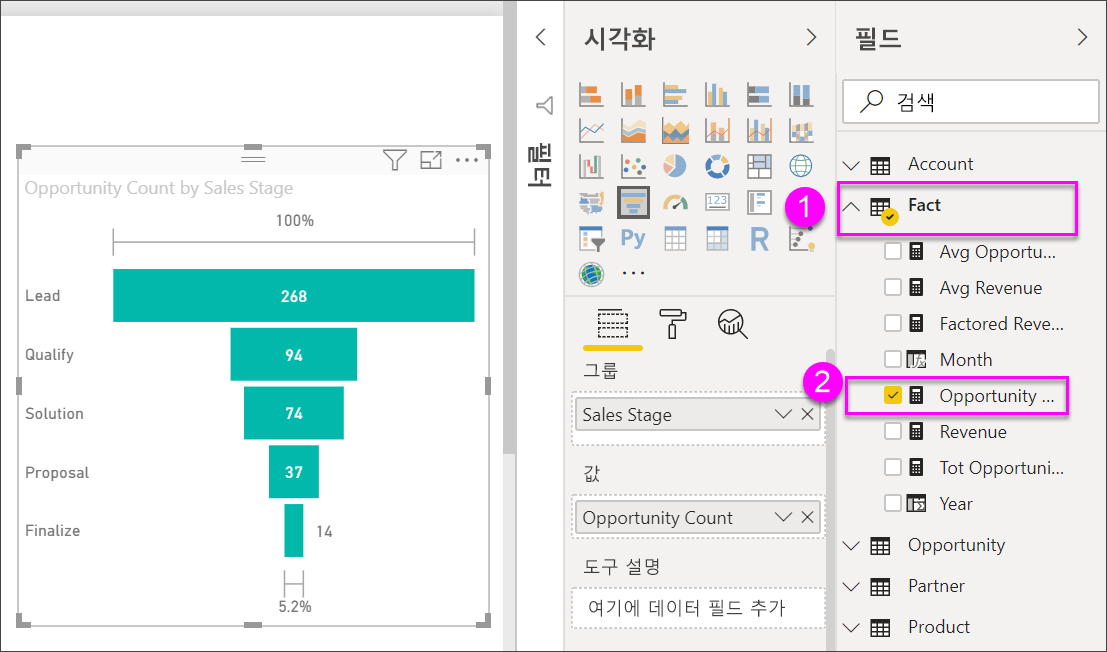 Opportunity Count by Sales Stage
100%
Lead
268
Qualify
94
Solution
74
Proposal
37
Finalize
14
5.2%
필터
시각화
123
Py
R
그룹
Sales Stage
값
Opportunity Count
도구 설명
여기에 데이터 필드 추가
필드
검색
Account
1
Fact
Avg Opportu...
Avg Revenue
Factored Reve...
Month
2
Opportunity ...
Revenue
Tot Opportuni...
Year
Opportunity
Partner
Product